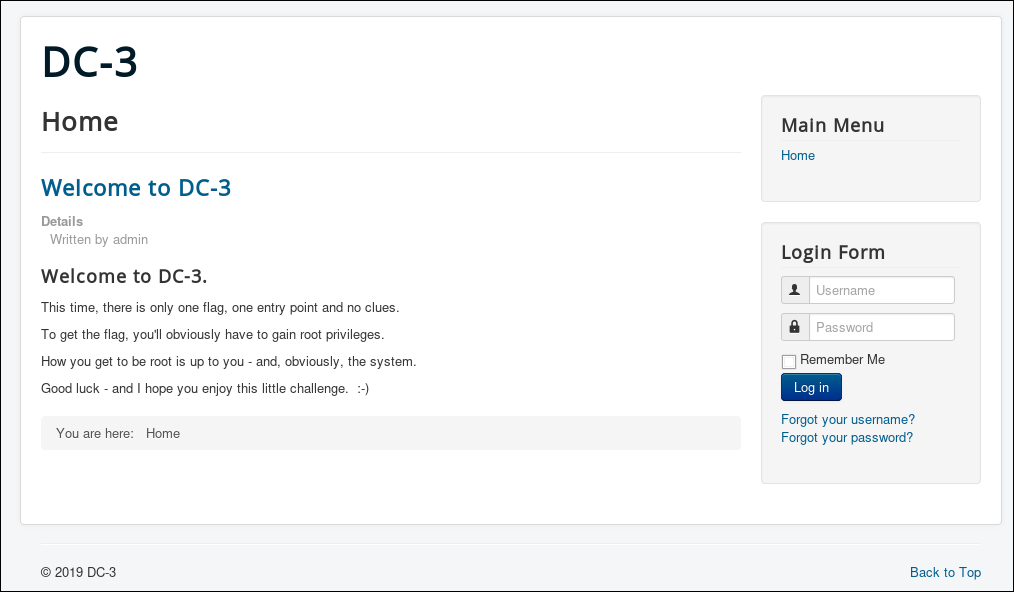 DC-3
Home
Welcome to DC-3
Details
Written by admin
Welcome to DC-3.
This time, there is only one flag, one entry point and no clues.
To get the flag, you'll obviously have to gain root privileges.
How you get to be root is up to you - and, obviously, the system.
Good luck - and I hope you enjoy this little challenge.  :-)
You are here: Home
Main Menu
Home
Login Form
Username
Password
Remember Me
Log in
Forgot your username?
Forgot your password?
© 2019 DC-3
Back to Top